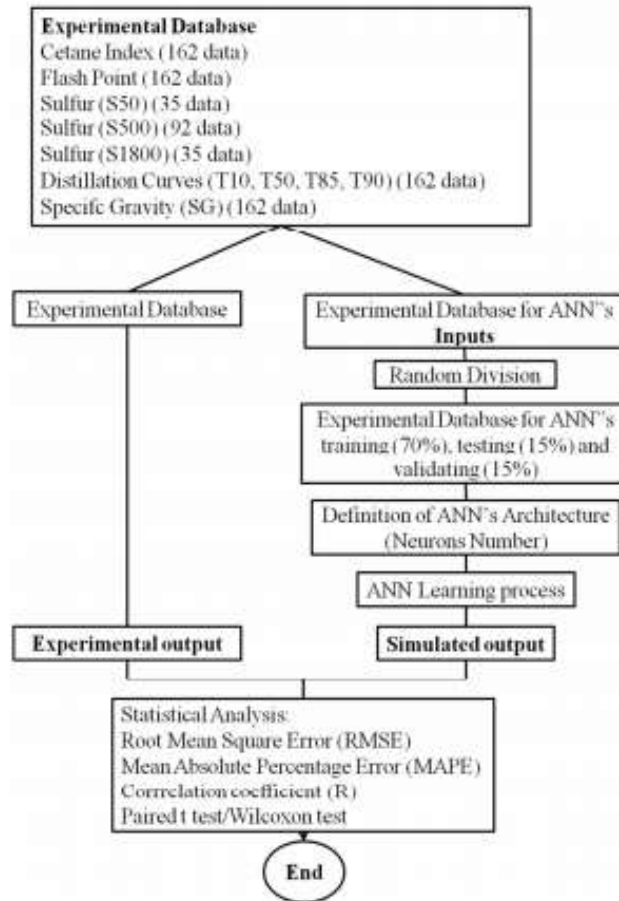 Experimental Database
Cetane Index (162 data)
Flash Point (162 data)
Sulfur (S50) (35 data)
Sulfur (S500) (92 data)
Sulfur (S1800) (35 data)
Distillation Curves (T10, T50, T85, T90) (162 data)
Specifc Gravity (SG) (162 data)
Experimental Database
Experimental Database for ANN"s
Inputs
Random Division
Experimental Database for ANN"s
training (70%), testing (15%) and
validating (15%)
Definition of ANN's Architecture
(Neurons Number)
ANN Learning process
Experimental output
Simulated output
Statistical Analysis:
Root Mean Square Error (RMSE)
Mean Absolute Percentage Error (MAPE)
Corrrelation coefficient (R)
Paired t test/Wilcoxon test
End